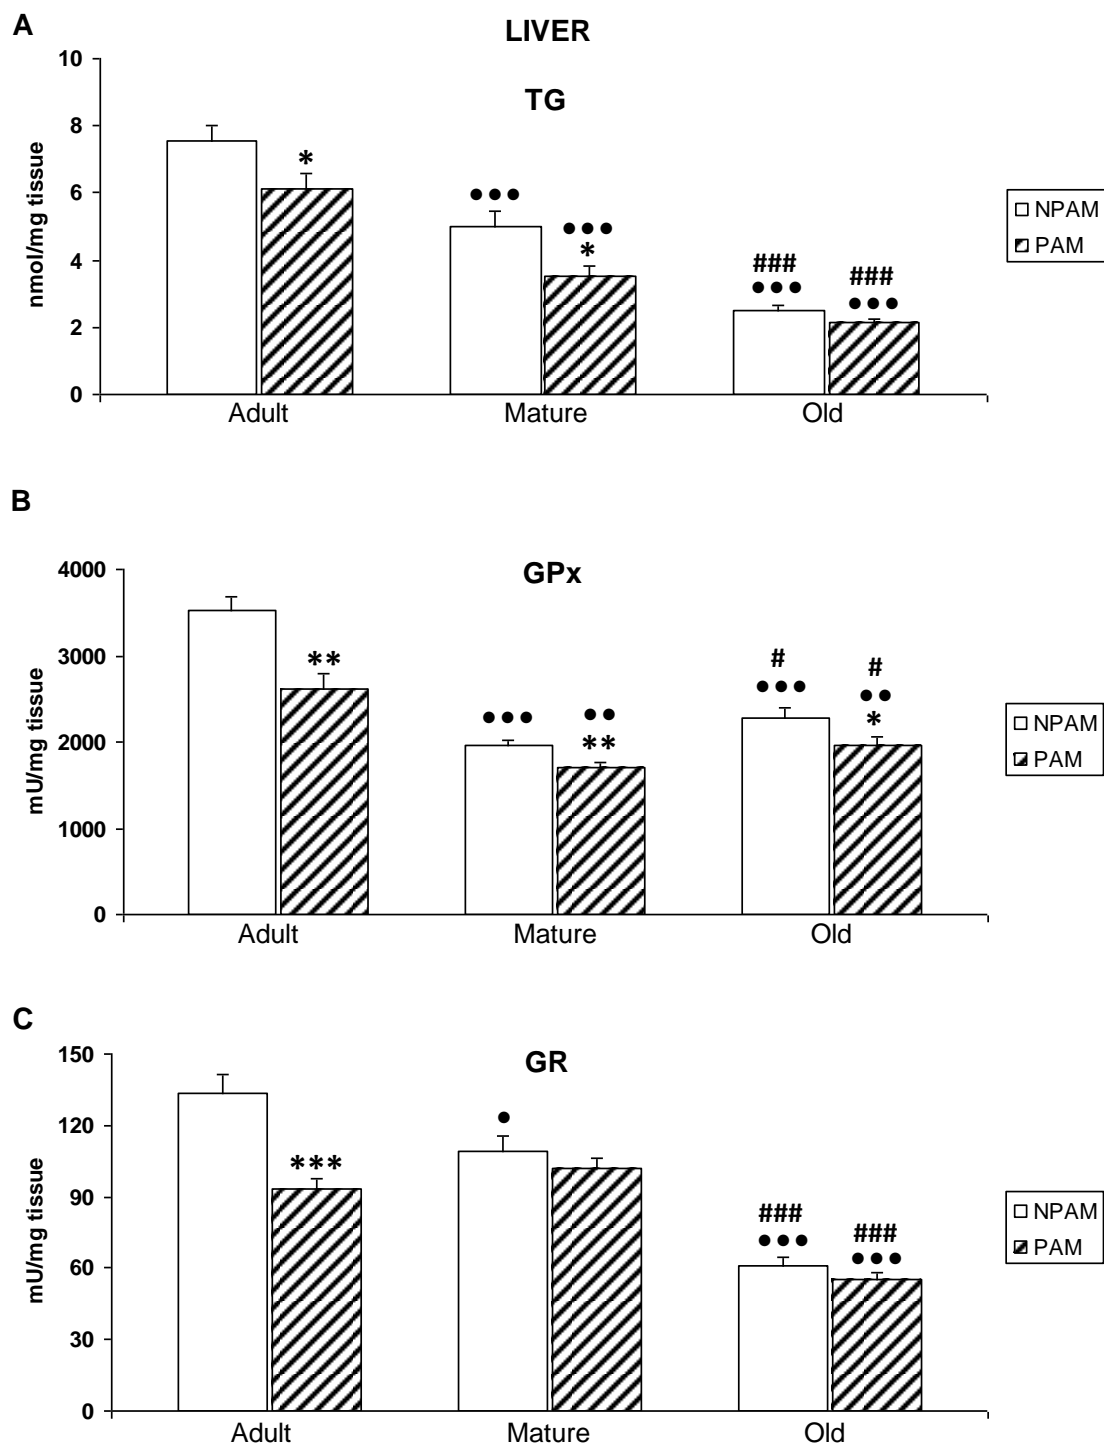 A
LIVER
TG
10
8
6
4
2
0
nmol/mg tissue
*
●●●
●●●
*
###
●●●
###
●●●
Adult Mature Old
NPAM
PAM
B
GPx
4000
3000
2000
1000
0
mU/mg tissue
**
●●●
●●
**
#
●●●
#
●●
*
Adult Mature Old
NPAM
PAM
C
GR
150
120
90
60
30
0
mU/mg tissue
***
●
###
●●●
###
●●●
Adult Mature Old
NPAM
PAM